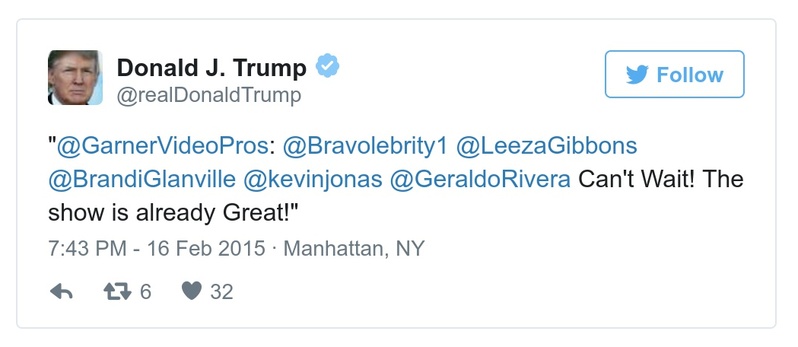 Donald J. Trump
@realDonaldTrump
Follow
"@GarnerVideoPros: @Bravolebrity1 @LeezaGibbons
@BrandiGlanville @kevinjonas @GeraldoRivera Can't Wait! The
show is already Great!"
7:43 PM - 16 Feb 2015 · Manhattan, NY
6 32